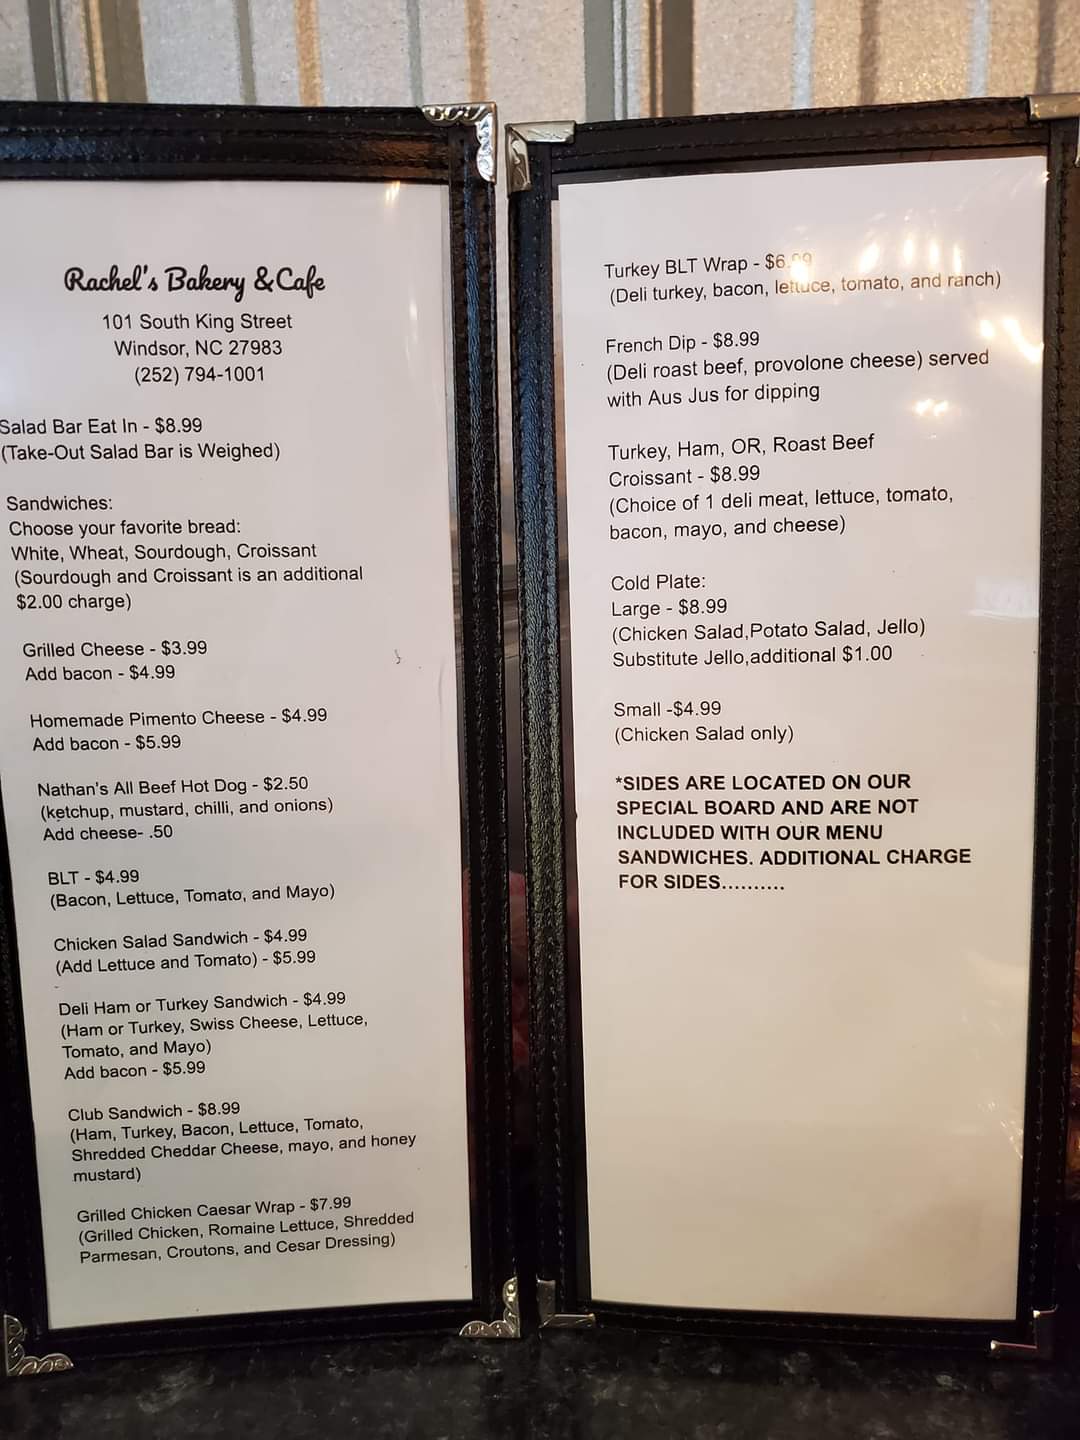 Rachel's Bakery & Cafe
101 South King Street
Windsor, NC 27983
(252) 794-1001
Salad Bar Eat In - $8.99
(Take-Out Salad Bar is Weighed)
Sandwiches:
Choose your favorite bread:
White, Wheat, Sourdough, Croissant
(Sourdough and Croissant is an additional
$2.00 charge)
Grilled Cheese - $3.99
Add bacon - $4.99
Homemade Pimento Cheese - $4.99
Add bacon - $5.99
Nathan's All Beef Hot Dog - $2.50
(ketchup, mustard, chilli, and onions)
Add cheese- .50
BLT - $4.99
(Bacon, Lettuce, Tomato, and Mayo)
Chicken Salad Sandwich - $4.99
(Add Lettuce and Tomato) - $5.99
Deli Ham or Turkey Sandwich - $4.99
(Ham or Turkey, Swiss Cheese, Lettuce,
Tomato, and Mayo)
Add bacon - $5.99
Club Sandwich - $8.99
(Ham, Turkey, Bacon, Lettuce, Tomato,
Shredded Cheddar Cheese, mayo, and honey
mustard)
Grilled Chicken Caesar Wrap - $7.99
(Grilled Chicken, Romaine Lettuce, Shredded
Parmesan, Croutons, and Cesar Dressing)
Turkey BLT Wrap - $6.99
(Deli turkey, bacon, lettuce, tomato, and ranch)
French Dip - $8.99
(Deli roast beef, provolone cheese) served
with Aus Jus for dipping
Turkey, Ham, OR, Roast Beef
Croissant - $8.99
(Choice of 1 deli meat, lettuce, tomato,
bacon, mayo, and cheese)
Cold Plate:
Large - $8.99
(Chicken Salad,Potato Salad, Jello)
Substitute Jello,additional $1.00
Small -$4.99
(Chicken Salad only)
*SIDES ARE LOCATED ON OUR
SPECIAL BOARD AND ARE NOT
INCLUDED WITH OUR MENU
SANDWICHES. ADDITIONAL CHARGE
FOR SIDES..........